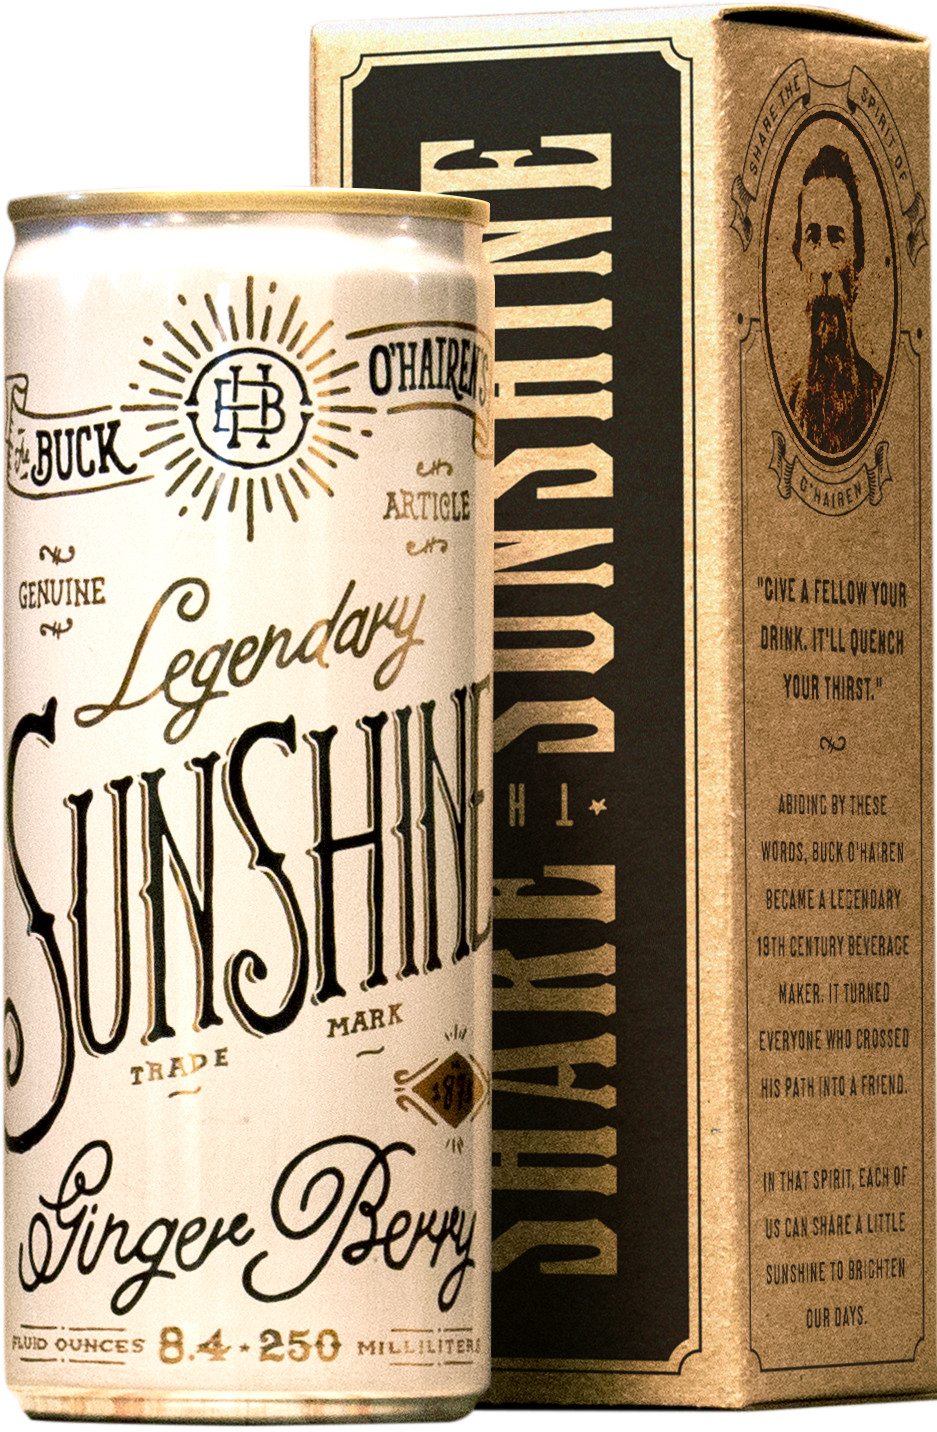 The BUCK
HB
O'HAIREN'S
ARTICLE
GENUINE
Legendary
SUNSHINE
TRADE
MARK
Ginger Berry
FLUID OUNCES 8.4 ★ 250 MILLILITERS
SHARE
SUNSHINE
SHARE THE SPIRIT OF
O'HAIREN
"GIVE A FELLOW YOUR
DRINK. IT'LL QUENCH
YOUR THIRST."
ABIDING BY THESE
WORDS, BUCK O'HAIREN
BECAME A LEGENDARY
19TH CENTURY BEVERAGE
MAKER. IT TURNED
EVERYONE WHO CROSSED
HIS PATH INTO A FRIEND.
IN THAT SPIRIT, EACH OF
US CAN SHARE A LITTLE
SUNSHINE TO BRIGHTEN
OUR DAYS.